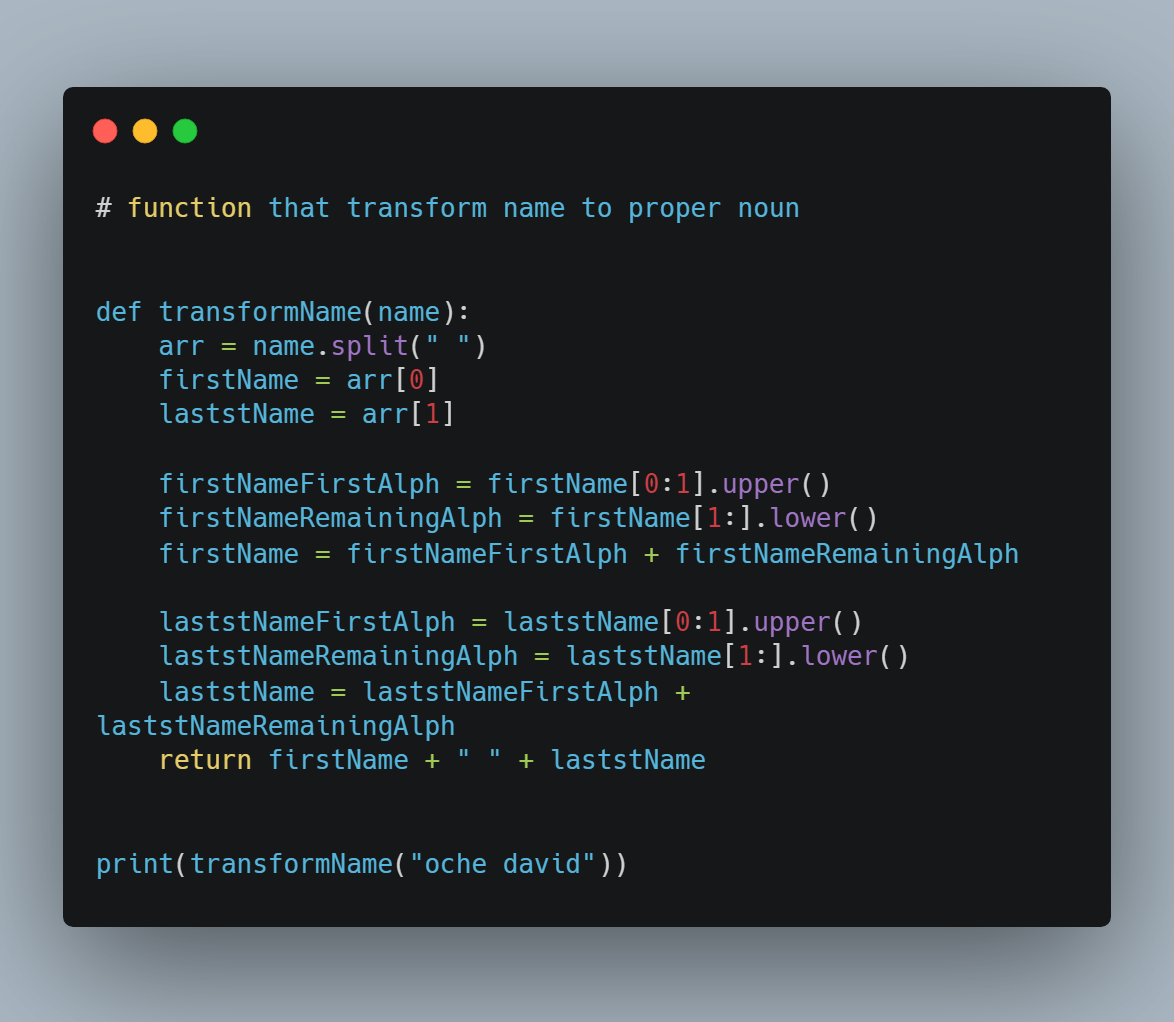 # function that transform name to proper noun
def transformName(name):
    arr = name.split(" ")
    firstName = arr[0]
    laststName = arr[1]
    firstNameFirstAlph = firstName[0:1].upper()
    firstNameRemainingAlph = firstName[1:].lower()
    firstName = firstNameFirstAlph + firstNameRemainingAlph
    laststNameFirstAlph = laststName[0:1].upper()
    laststNameRemainingAlph = laststName[1:].lower()
    laststName = laststNameFirstAlph +
laststNameRemainingAlph
    return firstName + " " + laststName
print(transformName("oche david"))